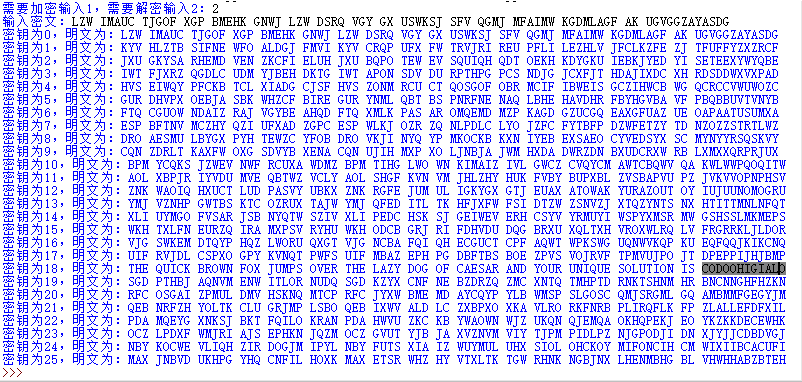 需要加密输入1，需要解密输入2: 2
输入密文: LZW IMAUC TJGOF XGP BMEHK GNWJ LZW DSRQ VGY GX USWKSJ SFV QGMJ MFAIMW KGDMLAGF AK UGVGGZAYASDG
密钥为0，明文为: LZW IMAUC TJGOF XGP BMEHK GNWJ LZW DSRQ VGY GX USWKSJ SFV QGMJ MFAIMW KGDMLAGF AK UGVGGZAYASDG
密钥为1，明文为: KYV HLZTB SIFNE WFO ALDGJ FMVI KYV CRQP UFX FW TRVJRI REU PFLI LEZHLV JFCLKZFE ZJ TFUFFYZXZRCF
密钥为2，明文为: JXU GKYSA RHEMD VEN ZKCFI ELUH JXU BQPO TEW EV SQUIQH QDT OEKH KDYGKU IEBKJYED YI SETEEXYWYQBE
密钥为3，明文为: IWT FJXRZ QGDLC UDM YJBEH DKTG IWT APON SDV DU RPTHPG PCS NDJG JCXFJT HDAJIXDC XH RDSDDWXVXPAD
密钥为4，明文为: HVS EIWQY PFCKB TCL XIADG CJSF HVS ZONM RCU CT QOSGOF OBR MCIF IBWEIS GCZIHWCB WG QCRCCVWUWOZC
密钥为5，明文为: GUR DHVPX OEBJA SBK WHZCF BIRE GUR YNML QBT BS PNRFNE NAQ LBHE HAVDHR FBYHGVBA VF PBQBBUVTVNYB
密钥为6，明文为: FTQ CGUOW NDAIZ RAJ VGYBE AHQD FTQ XMLK PAS AR OMQEMD MZP KAGD GZUCGQ EAXGFUAZ UE OAPAATUSUMXA
密钥为7，明文为: ESP BFTNV MCZHY QZI UFXAD ZGPC ESP WLKJ OZR ZQ NLPDLC LYO JZFC FYTBFP DZWFETZY TD NZOZZSTRTLWZ
密钥为8，明文为: DRO AESMU LBYGX PYH TEWZC YFOB DRO VKJI NYQ YP MKOCKB KXN IYEB EXSAEO CYVEDSYX SC MYNYYRSQSKVY
密钥为9，明文为: CQN ZDRLT KAXFW OXG SDVYB XENA CQN UJIH MXP XO LJNBJA JWM HXDA DWRZDN BXUDCRXW RB LXMXXQRPRJUX
密钥为10，明文为: BPM YCQKS JZWEV NWF RCUXA WDMZ BPM TIHG LWO WN KIMAIZ IVL GWCZ CVQYCM AWTCBQWV QA KWLWWPQOQITW
密钥为11，明文为: AOL XBPJR IYVDU MVE QBTWZ VCLY AOL SHGF KVN VM JHLZHY HUK FVBY BUPXBL ZVSBAPVU PZ JVKVVOPNPHSV
密钥为12，明文为: ZNK WAOIQ HXUCT LUD PASVY UBKX ZNK RGFE JUM UL IGKYGX GTJ EUAX ATOWAK YURAZOUT OY IUJUUNOMOGRU
密钥为13，明文为: YMJ VZNHP GWTBS KTC OZRUX TAJW YMJ QFED ITL TK HFJXFW FSI DTZW ZSNVZJ XTQZYNTS NX HTITTMNLNFQT
密钥为14，明文为: XLI UYMGO FVSAR JSB NYQTW SZIV XLI PEDC HSK SJ GEIWEV ERH CSYV YRMUYI WSPYXMSR MW GSHSSLMKMEPS
密钥为15，明文为: WKH TXLFN EURZQ IRA MXPSV RYHU WKH ODCB GRJ RI FDHVDU DQG BRXU XQLTXH VROXWLRQ LV FRGRRKLJLDOR
密钥为16，明文为: VJG SWKEM DTQYP HQZ LWORU QXGT VJG NCBA FQI QH ECGUCT CPF AQWT WPKSWG UQNWVKQP KU EQFQQJKIKCNQ
密钥为17，明文为: UIF RVJDL CSPXO GPY KVNQT PWFS UIF MBAZ EPH PG DBFTBS BOE ZPVS VOJRVF TPMVUJPO JT DPEPPIJHJBMP
密钥为18，明文为: THE QUICK BROWN FOX JUMPS OVER THE LAZY DOG OF CAESAR AND YOUR UNIQUE SOLUTION IS CODOOHIGIALO
密钥为19，明文为: SGD PTHBJ AQNVM ENW ITLOR NUDQ SGD KZYX CNF NE BZDRZQ ZMC XNTQ TMHPTD RNKTSHNM HR BNCNNGHFHZKN
密钥为20，明文为: RFC OSGAI ZPMUL DMV HSKNQ MTCP RFC JYXW BME MD AYCQYP YLB WMSP SLGOSC QMJSRGML GQ AMBMMFGEGYJM
密钥为21，明文为: QEB NRFZH YOLTK CLU GRJMP LSBO QEB IXWV ALD LC ZXBPXO XKA VLRO RKFNRB PLIRQFLK FP ZLALLEFDFXIL
密钥为22，明文为: PDA MQEYG XNKSJ BKT FQILO KRAN PDA HWVU ZKC KB YWAOWN WJZ UKQN QJEMQA OKHQPEKJ EO YKZKKDECEWHK
密钥为23，明文为: OCZ LPDXF WMJRI AJS EPHKN JQZM OCZ GVUT YJB JA XVZNVM VIY TJPM PIDLPZ NJGPODJI DN XJYJJCDBDVGJ
密钥为24，明文为: NBY KOCWE VLIQH ZIR DOGJM IPYL NBY FUTS XIA IZ WUYMUL UHX SIOL OHCKOY MIFONCIH CM WIXIIBCACUFI
密钥为25，明文为: MAX JNBVD UKHPG YHQ CNFIL HOXK MAX ETSR WHZ HY VTXLTK TGW RHNK NGBJNX LHENMBHG BL VHWHHABZBTEH
>>>